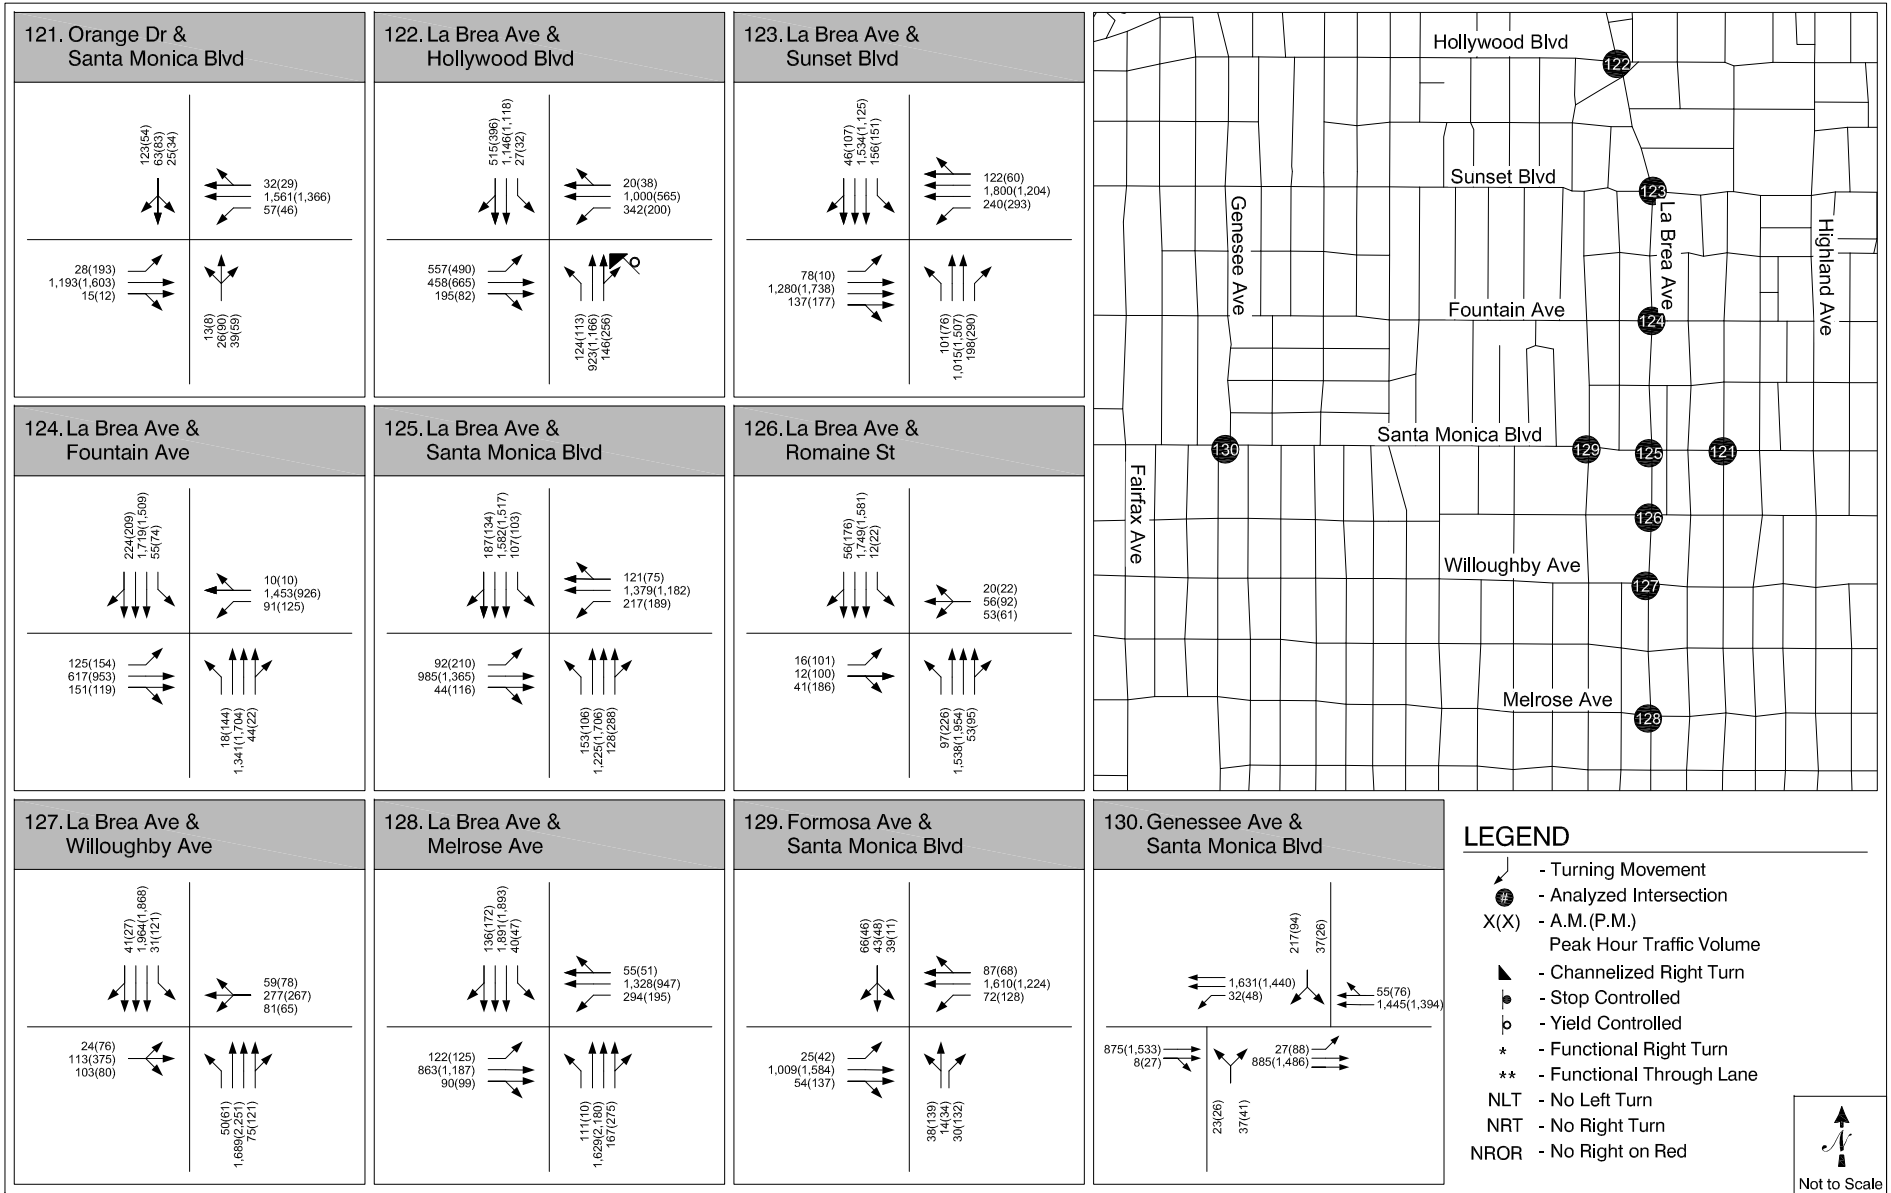 121. Orange Dr &
Santa Monica Blvd
123(54)
63(83)
25(34)
32(29)
1,561(1,366)
57(46)
28(193)
1,193(1,603)
15(12)
13(8)
26(90)
39(59)
122. La Brea Ave &
Hollywood Blvd
515(396)
1,146(1,118)
27(32)
20(38)
1,000(565)
342(200)
557(490)
458(665)
195(82)
124(113)
923(1,166)
146(256)
123. La Brea Ave &
Sunset Blvd
46(107)
1,534(1,125)
156(151)
122(60)
1,800(1,204)
240(293)
78(10)
1,280(1,738)
137(177)
101(76)
1,015(1,507)
198(290)
124. La Brea Ave &
Fountain Ave
224(209)
1,719(1,509)
55(74)
10(10)
1,453(926)
91(125)
125(154)
617(953)
151(119)
18(144)
1,341(1,704)
44(22)
125. La Brea Ave &
Santa Monica Blvd
187(134)
1,582(1,517)
107(103)
121(75)
1,379(1,182)
217(189)
92(210)
985(1,365)
44(116)
153(106)
1,225(1,706)
128(288)
126. La Brea Ave &
Romaine St
56(176)
1,749(1,581)
12(22)
20(22)
56(92)
53(61)
16(101)
12(100)
41(186)
97(26)
1,538(1,954)
53(95)
127. La Brea Ave &
Willoughby Ave
41(27)
1,964(1,868)
31(121)
59(78)
277(267)
81(65)
24(76)
113(375)
103(80)
50(61)
1,689(2,251)
75(121)
128. La Brea Ave &
Melrose Ave
136(172)
1,891(1,893)
40(47)
55(51)
1,328(947)
294(195)
122(125)
863(1,187)
90(99)
111(10)
1,629(2,180)
167(275)
129. Formosa Ave &
Santa Monica Blvd
66(46)
43(48)
39(11)
87(68)
1,610(1,224)
72(128)
25(42)
1,009(1,584)
54(137)
38(139)
14(34)
30(132)
130. Genessee Ave &
Santa Monica Blvd
217(94)
37(26)
1,631(1,440)
32(48)
55(76)
1,445(1,394)
875(1,533)
8(27)
27(88)
885(1,486)
23(26)
37(41)
Hollywood Blvd
122
Sunset Blvd
123
Genesee Ave
La Brea Ave
Highland Ave
Fountain Ave
124
Santa Monica Blvd
130
129
125
121
Fairfax Ave
126
Willoughby Ave
127
Melrose Ave
128
LEGEND
- Turning Movement
# - Analyzed Intersection
X(X) - A.M.(P.M.)
Peak Hour Traffic Volume
- Channelized Right Turn
- Stop Controlled
- Yield Controlled
* - Functional Right Turn
** - Functional Through Lane
NLT - No Left Turn
NRT - No Right Turn
NROR - No Right on Red
N
Not to Scale